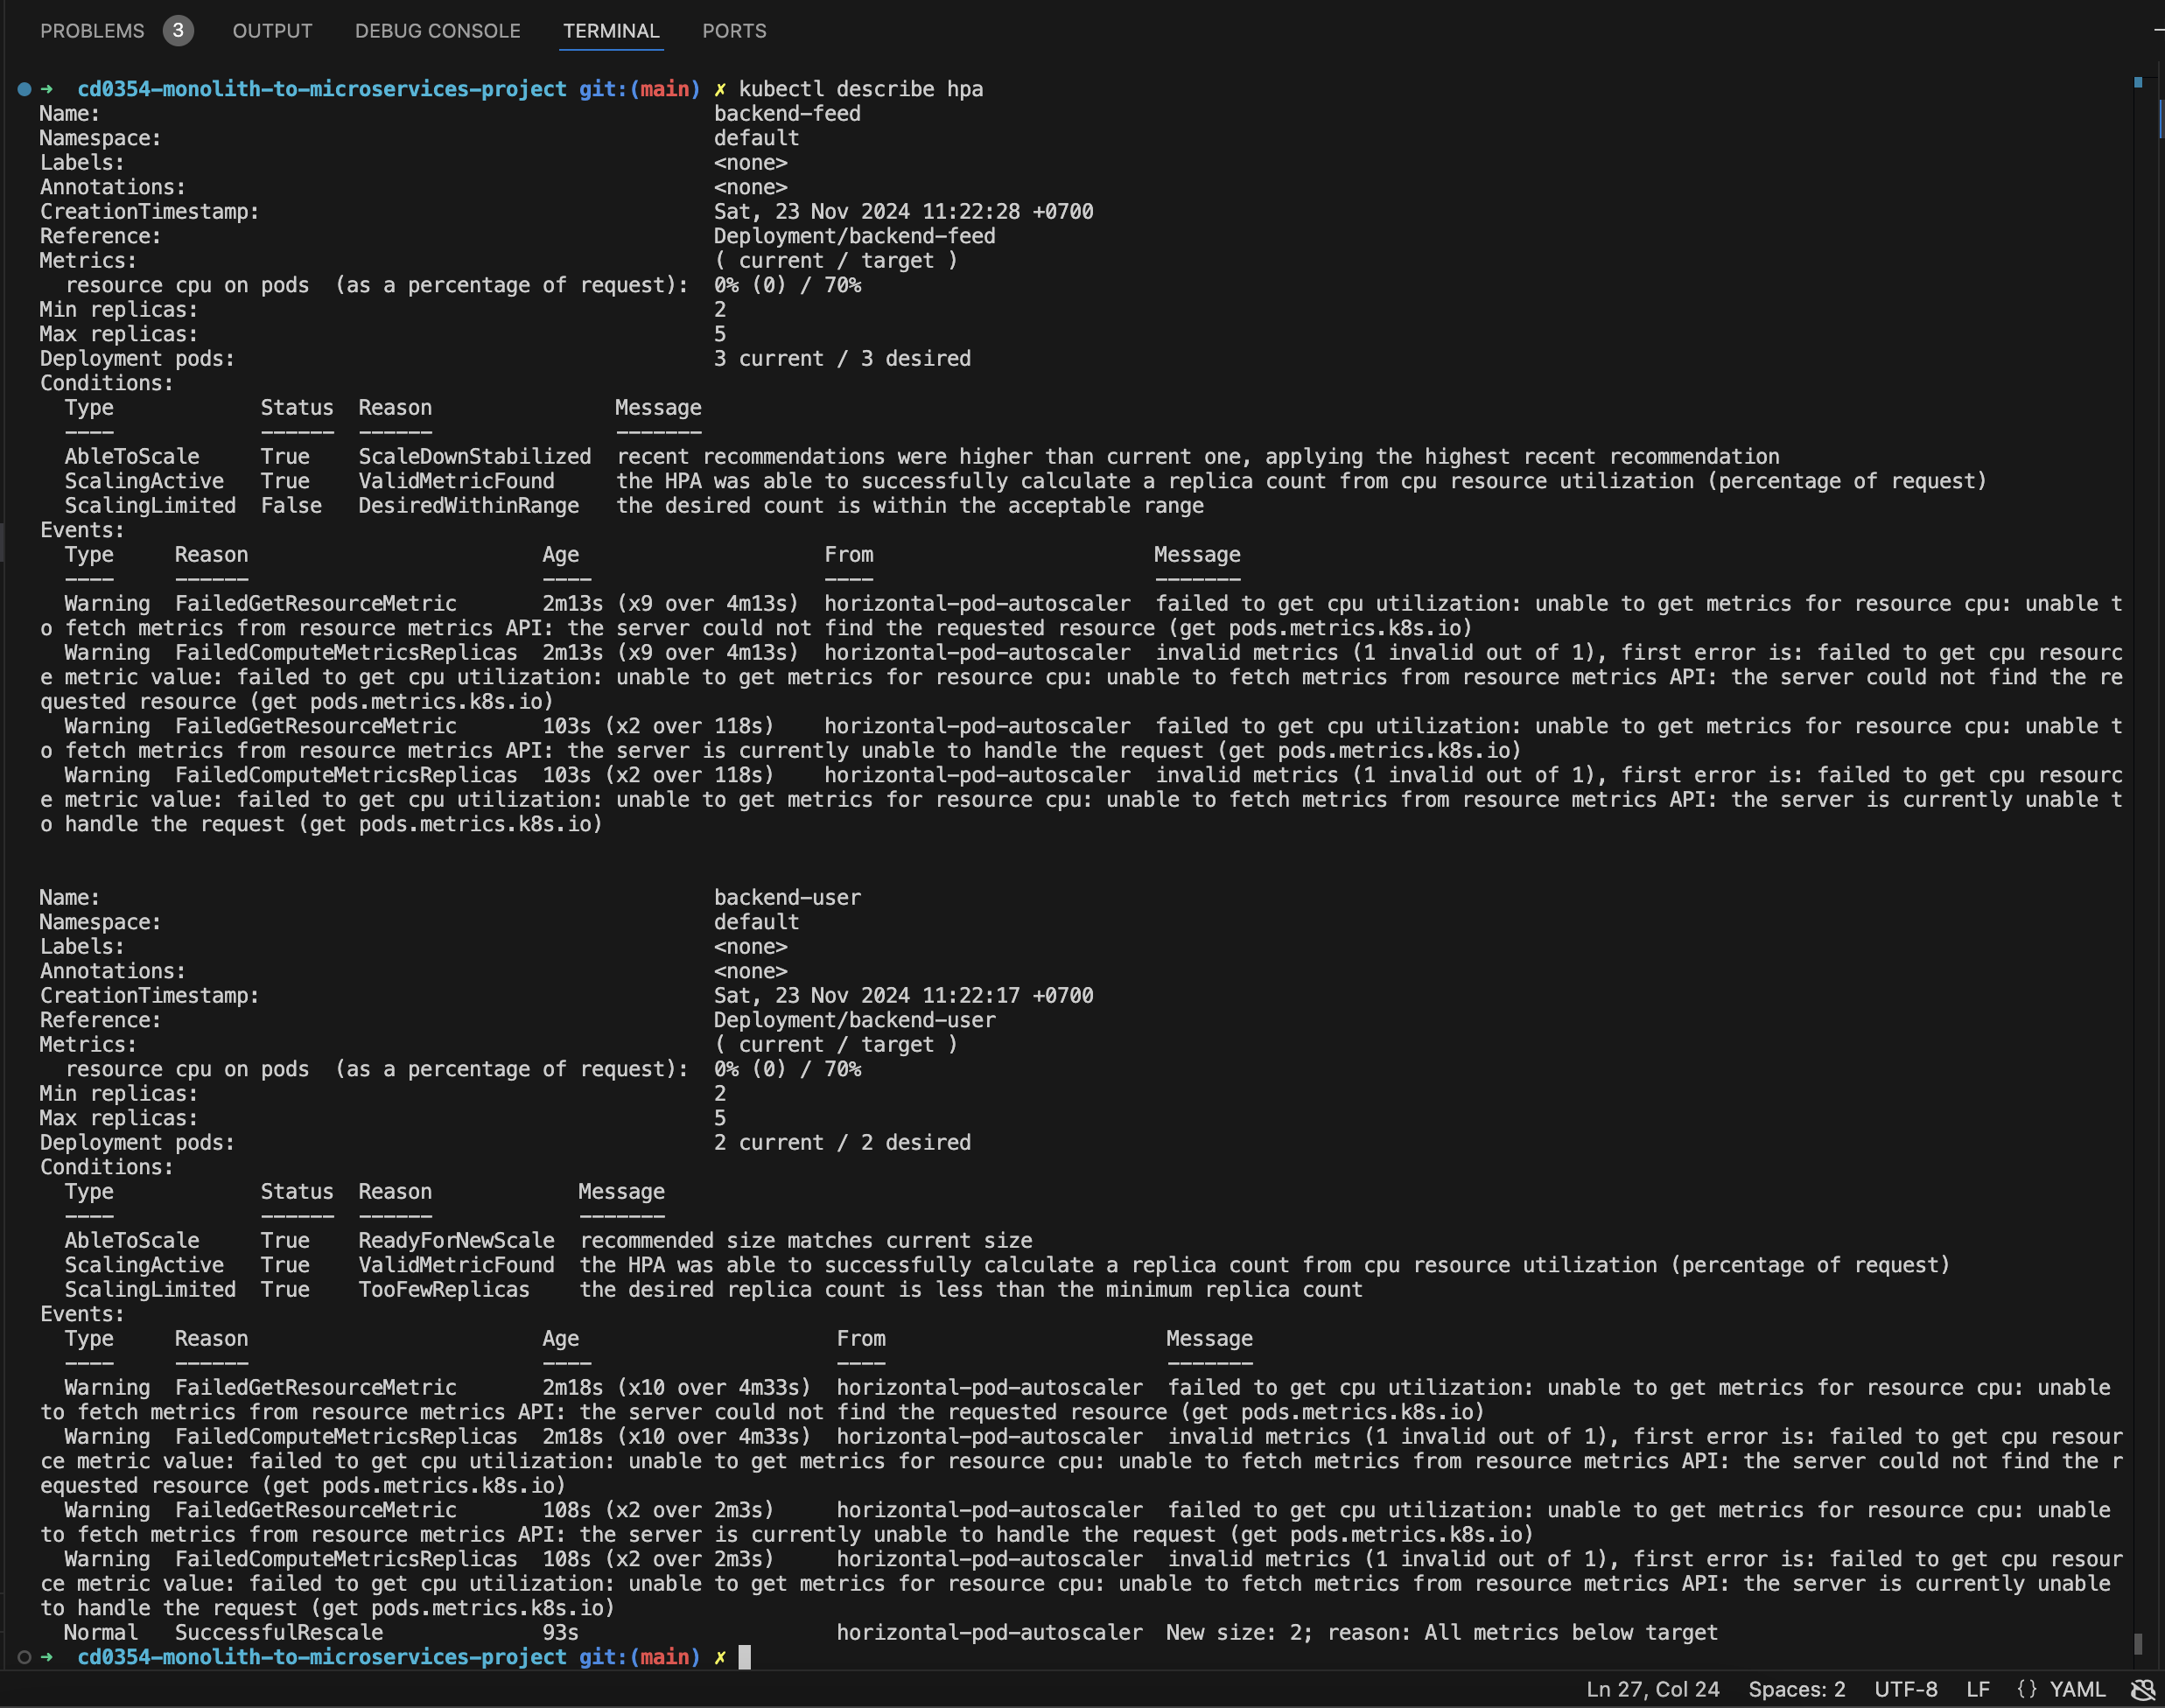 PROBLEMS 3 OUTPUT DEBUG CONSOLE TERMINAL PORTS
➜ cd0354-monolith-to-microservices-project git:(main) ✗ kubectl describe hpa
Name: backend-feed
Namespace: default
Labels: <none>
Annotations: <none>
CreationTimestamp: Sat, 23 Nov 2024 11:22:28 +0700
Reference: Deployment/backend-feed
Metrics: ( current / target )
resource cpu on pods (as a percentage of request): 0% (0) / 70%
Min replicas: 2
Max replicas: 5
Deployment pods: 3 current / 3 desired
Conditions:
Type Status Reason Message
---- ------ ------ -------
AbleToScale True ScaleDownStabilized recent recommendations were higher than current one, applying the highest recent recommendation
ScalingActive True ValidMetricFound the HPA was able to successfully calculate a replica count from cpu resource utilization (percentage of request)
ScalingLimited False DesiredWithinRange the desired count is within the acceptable range
Events:
Type Reason Age From Message
---- ------ ---- ---- -------
Warning FailedGetResourceMetric 2m13s (x9 over 4m13s) horizontal-pod-autoscaler failed to get cpu utilization: unable to get metrics for resource cpu: unable t
o fetch metrics from resource metrics API: the server could not find the requested resource (get pods.metrics.k8s.io)
Warning FailedComputeMetricsReplicas 2m13s (x9 over 4m13s) horizontal-pod-autoscaler invalid metrics (1 invalid out of 1), first error is: failed to get cpu resourc
e metric value: failed to get cpu utilization: unable to get metrics for resource cpu: unable to fetch metrics from resource metrics API: the server could not find the re
quested resource (get pods.metrics.k8s.io)
Warning FailedGetResourceMetric 103s (x2 over 118s) horizontal-pod-autoscaler failed to get cpu utilization: unable to get metrics for resource cpu: unable t
o fetch metrics from resource metrics API: the server is currently unable to handle the request (get pods.metrics.k8s.io)
Warning FailedComputeMetricsReplicas 103s (x2 over 118s) horizontal-pod-autoscaler invalid metrics (1 invalid out of 1), first error is: failed to get cpu resourc
e metric value: failed to get cpu utilization: unable to get metrics for resource cpu: unable to fetch metrics from resource metrics API: the server is currently unable t
o handle the request (get pods.metrics.k8s.io)
Name: backend-user
Namespace: default
Labels: <none>
Annotations: <none>
CreationTimestamp: Sat, 23 Nov 2024 11:22:17 +0700
Reference: Deployment/backend-user
Metrics: ( current / target )
resource cpu on pods (as a percentage of request): 0% (0) / 70%
Min replicas: 2
Max replicas: 5
Deployment pods: 2 current / 2 desired
Conditions:
Type Status Reason Message
---- ------ ------ -------
AbleToScale True ReadyForNewScale recommended size matches current size
ScalingActive True ValidMetricFound the HPA was able to successfully calculate a replica count from cpu resource utilization (percentage of request)
ScalingLimited True TooFewReplicas the desired replica count is less than the minimum replica count
Events:
Type Reason Age From Message
---- ------ ---- ---- -------
Warning FailedGetResourceMetric 2m18s (x10 over 4m33s) horizontal-pod-autoscaler failed to get cpu utilization: unable to get metrics for resource cpu: unable
to fetch metrics from resource metrics API: the server could not find the requested resource (get pods.metrics.k8s.io)
Warning FailedComputeMetricsReplicas 2m18s (x10 over 4m33s) horizontal-pod-autoscaler invalid metrics (1 invalid out of 1), first error is: failed to get cpu resour
ce metric value: failed to get cpu utilization: unable to get metrics for resource cpu: unable to fetch metrics from resource metrics API: the server could not find the r
equested resource (get pods.metrics.k8s.io)
Warning FailedGetResourceMetric 108s (x2 over 2m3s) horizontal-pod-autoscaler failed to get cpu utilization: unable to get metrics for resource cpu: unable
to fetch metrics from resource metrics API: the server is currently unable to handle the request (get pods.metrics.k8s.io)
Warning FailedComputeMetricsReplicas 108s (x2 over 2m3s) horizontal-pod-autoscaler invalid metrics (1 invalid out of 1), first error is: failed to get cpu resour
ce metric value: failed to get cpu utilization: unable to get metrics for resource cpu: unable to fetch metrics from resource metrics API: the server is currently unable
to handle the request (get pods.metrics.k8s.io)
Normal SuccessfulRescale 93s horizontal-pod-autoscaler New size: 2; reason: All metrics below target
➜ cd0354-monolith-to-microservices-project git:(main) ✗
Ln 27, Col 24 Spaces: 2 UTF-8 LF {} YAML